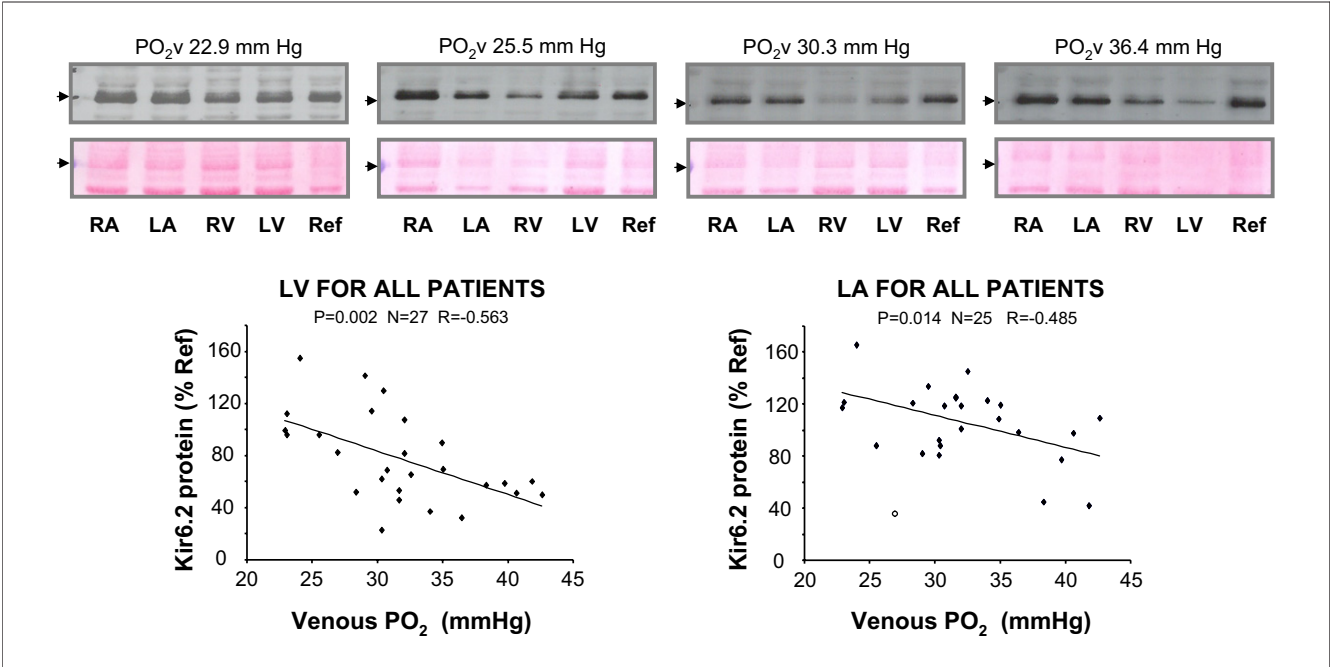 PO2v 22.9 mm Hg
PO2v 25.5 mm Hg
PO2v 30.3 mm Hg
PO2v 36.4 mm Hg
RA LA RV LV Ref
RA LA RV LV Ref
RA LA RV LV Ref
RA LA RV LV Ref
LV FOR ALL PATIENTS
P=0.002 N=27 R=-0.563
Kir6.2 protein (% Ref)
160
120
80
40
0
20 25 30 35 40 45
Venous PO2 (mmHg)
LA FOR ALL PATIENTS
P=0.014 N=25 R=-0.485
Kir6.2 protein (% Ref)
160
120
80
40
0
20 25 30 35 40 45
Venous PO2 (mmHg)